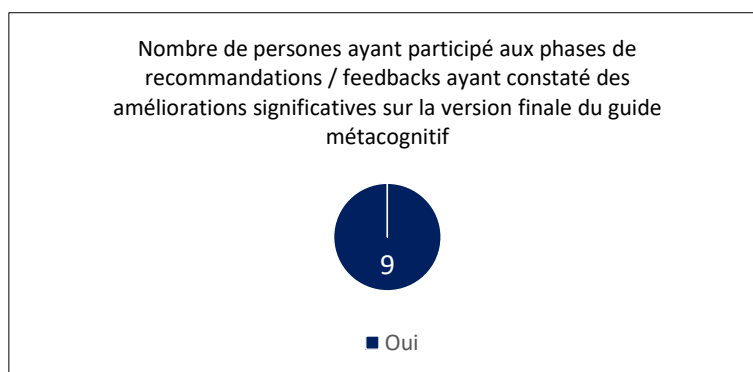 Nombre de persones ayant participé aux phases de
recommandations / feedbacks ayant constaté des
améliorations significatives sur la version finale du guide
métacognitif
9
Oui